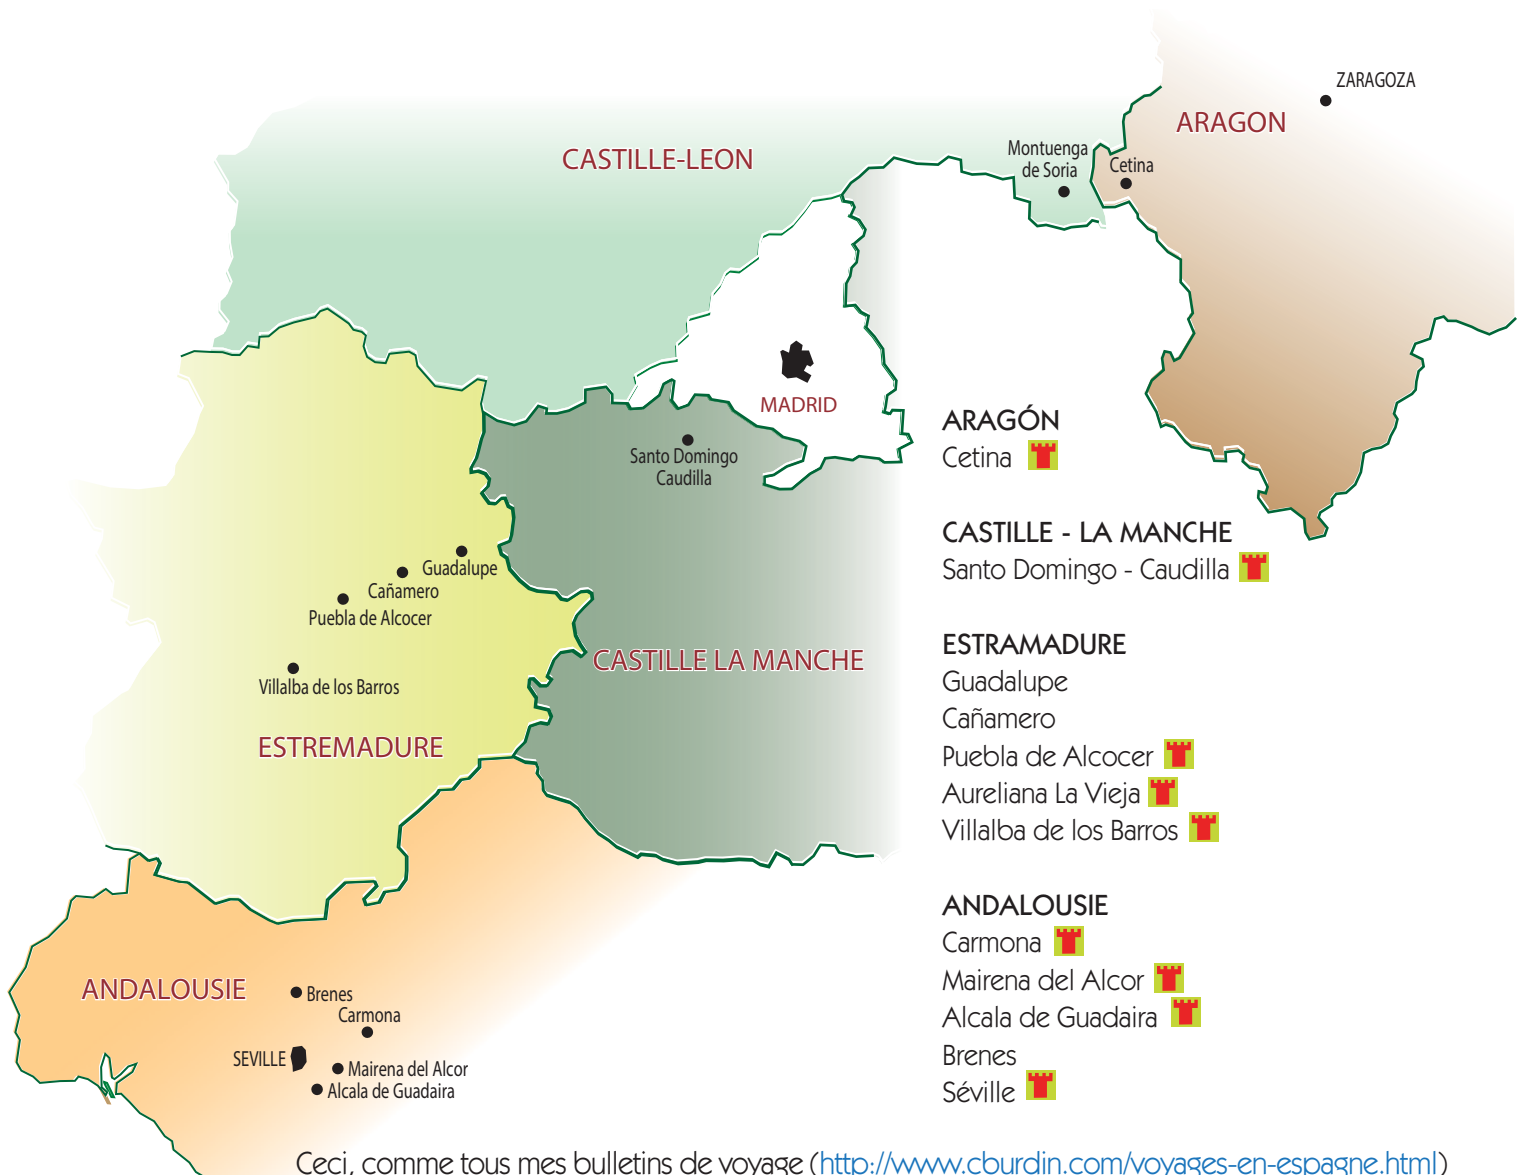 ZARAGOZA
ARAGON
CASTILLE-LEON
Montuenga
de Soria
Cetina
MADRID
Santo Domingo
Caudilla
Guadalupe
Cañamero
Puebla de Alcocer
Villalba de los Barros
CASTILLE LA MANCHE
ESTREMADURE
ANDALOUSIE
Brenes
Carmona
SEVILLE
Mairena del Alcor
Alcala de Guadaira
ARAGÓN
Cetina
CASTILLE - LA MANCHE
Santo Domingo - Caudilla
ESTRAMADURE
Guadalupe
Cañamero
Puebla de Alcocer
Aureliana La Vieja
Villalba de los Barros
ANDALOUSIE
Carmona
Mairena del Alcor
Alcala de Guadaira
Brenes
Séville
Ceci, comme tous mes bulletins de voyage (http://www.cburdin.com/voyages-en-espagne.html)